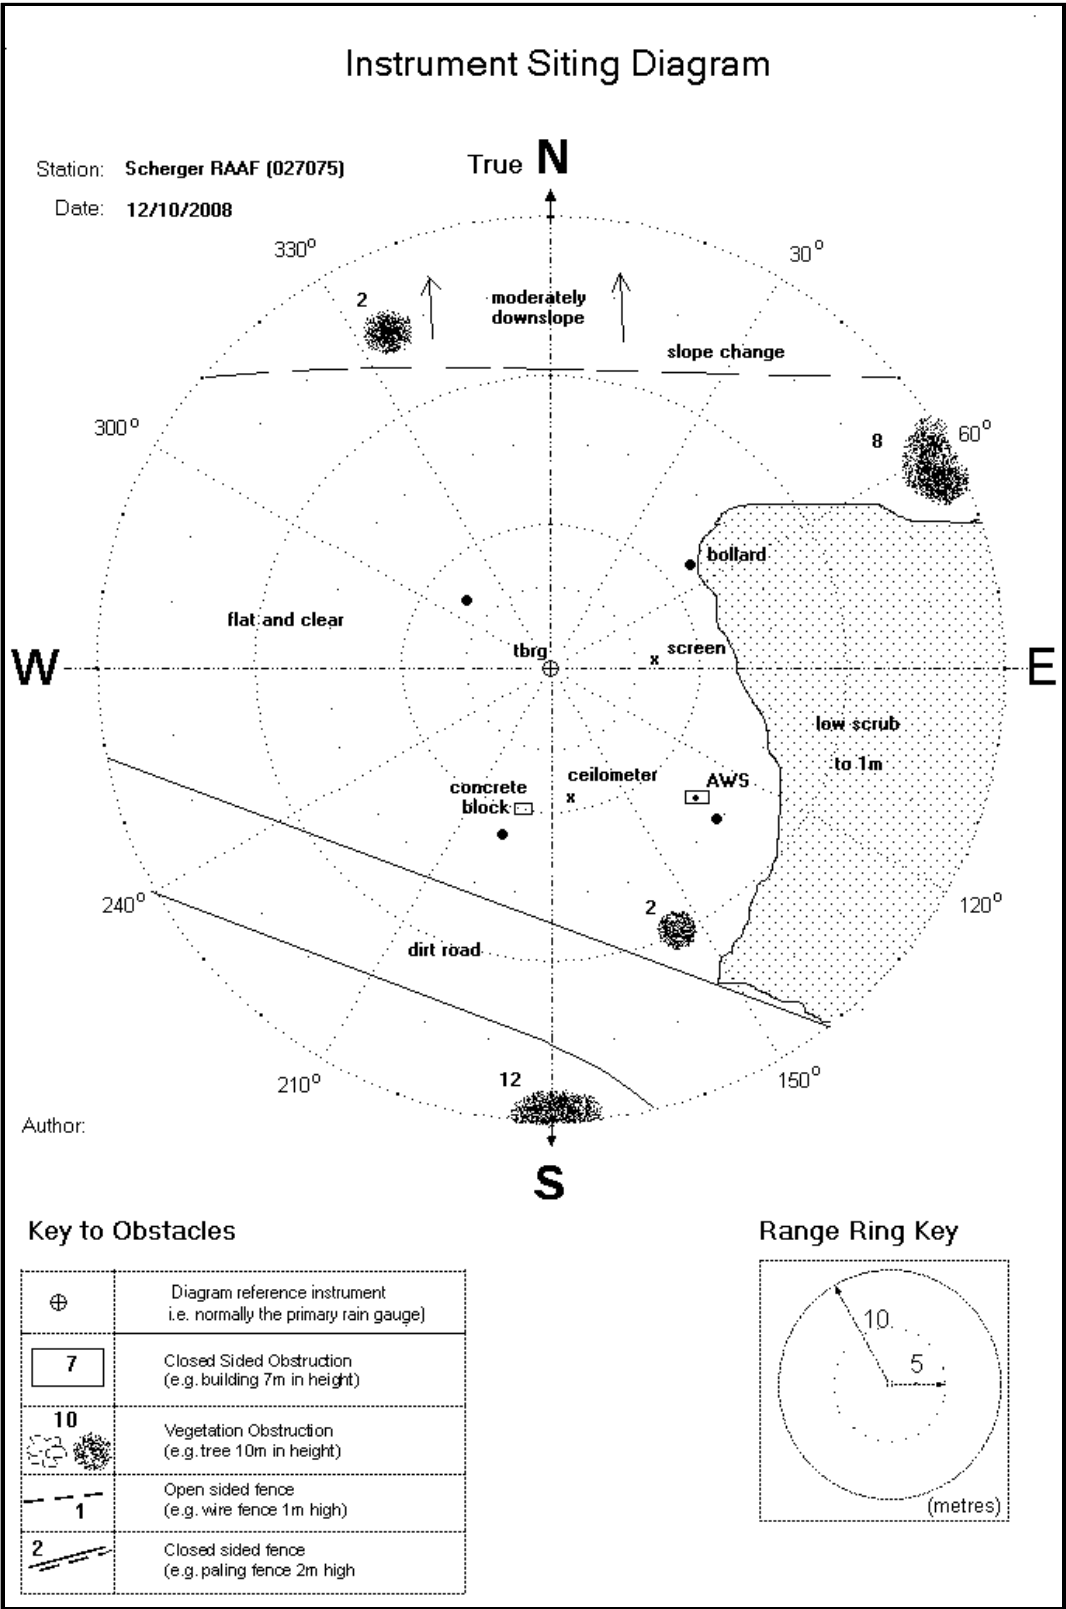 Instrument Siting Diagram
Station: Scherger RAAF (027075)
Date: 12/10/2008
True N
330°
30°
2
moderately
downslope
slope change
300°
8
60°
bollard
flat and clear
tbrg
screen
W
E
low scrub
to 1m
ceilometer
AWS
concrete
block
240°
2
120°
dirt road
210°
12
150°
Author:
S
Key to Obstacles
Diagram reference instrument
i.e. normally the primary rain gauge)
7
Closed Sided Obstruction
(e.g. building 7m in height)
10
Vegetation Obstruction
(e.g. tree 10m in height)
Open sided fence
(e.g. wire fence 1m high)
1
2
Closed sided fence
(e.g. paling fence 2m high
Range Ring Key
10
5
(metres)